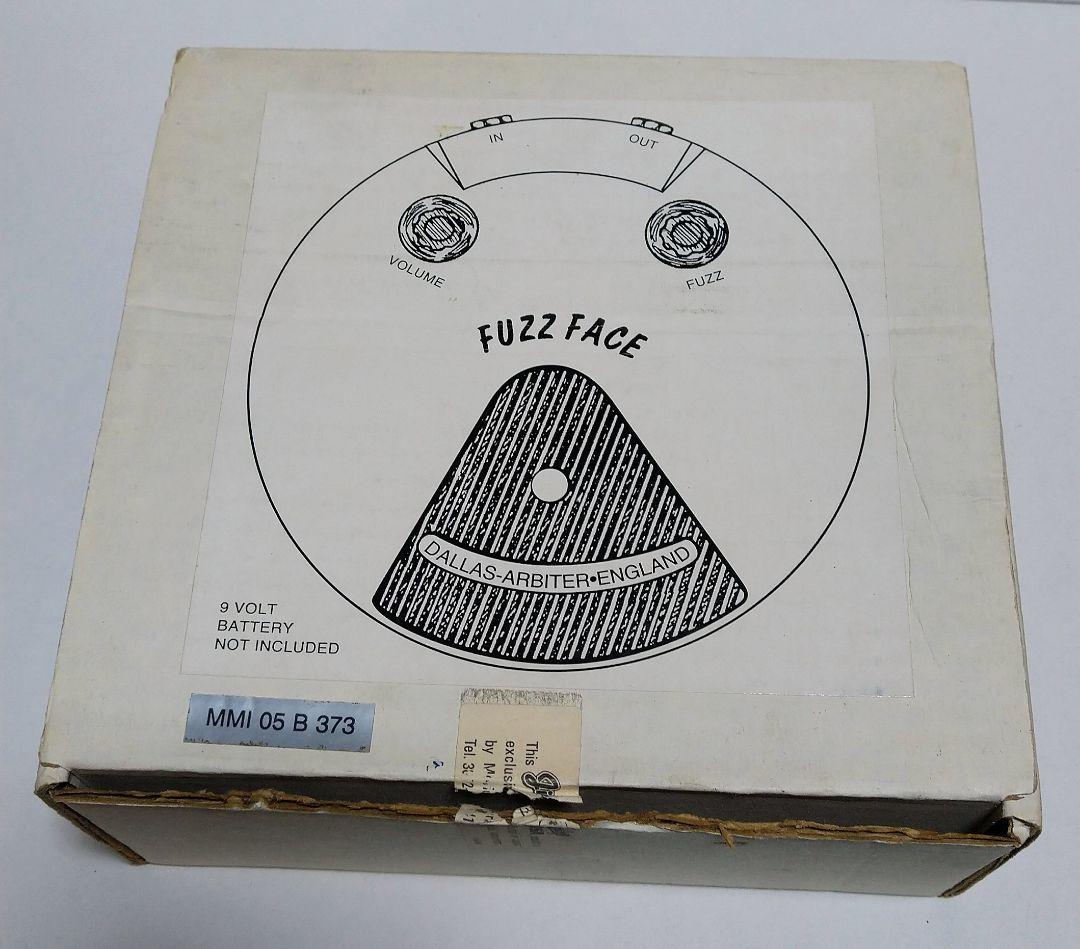 IN
OUT
VOLUME
FUZZ
FUZZ FACE
DALLAS-ARBITER•ENGLAND
9 VOLT
BATTERY
NOT INCLUDED
MMI 05 B 373
This
by
Tel.